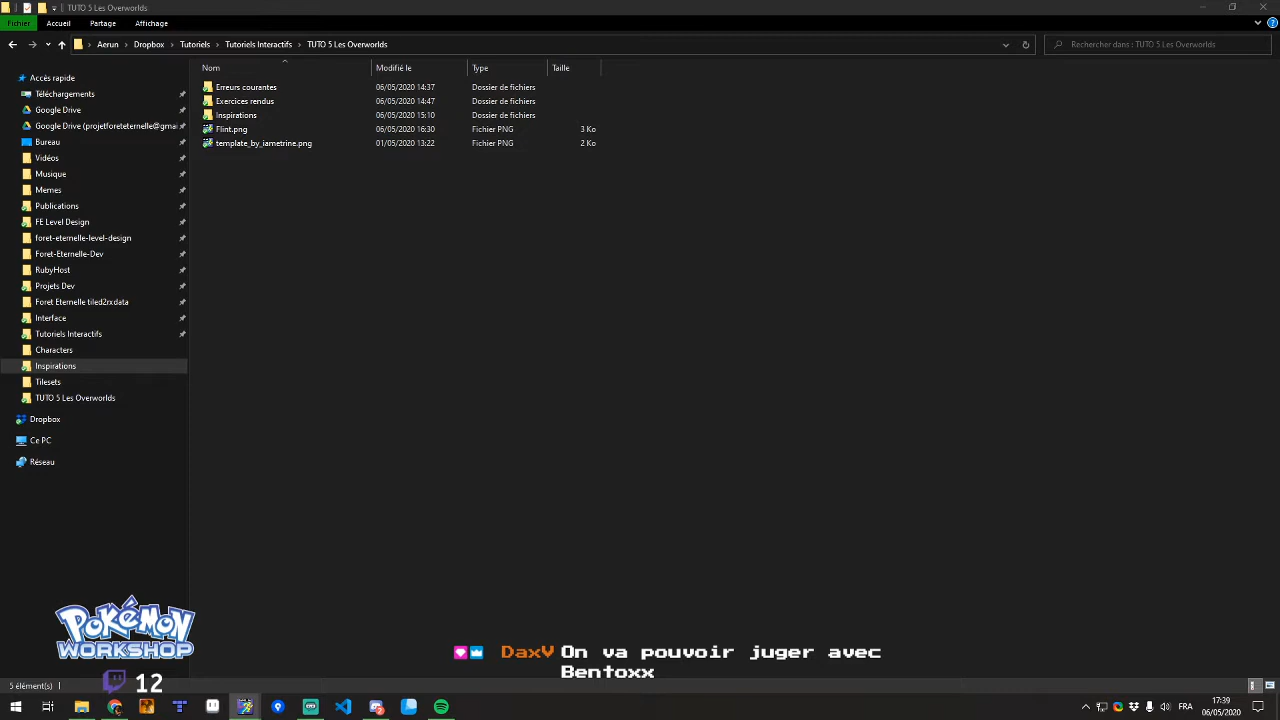 TUTO 5 Les Overworlds
Fichier Accueil Partage Affichage
Aerun Dropbox Tutoriels Tutoriels Interactifs TUTO 5 Les Overworlds
Rechercher dans : TUTO 5 Les Overworlds
Nom Modifié le Type Taille
Accès rapide
Téléchargements
Google Drive
Google Drive (projetforeteternelle@gmai
Bureau
Vidéos
Musique
Memes
Publications
FE Level Design
foret-eternelle-level-design
Foret-Eternelle-Dev
RubyHost
Projets Dev
Foret Eternelle tiled2rxdata
Interface
Tutoriels Interactifs
Characters
Inspirations
Tilesets
TUTO 5 Les Overworlds
Dropbox
Ce PC
Réseau
Erreurs courantes 06/05/2020 14:37 Dossier de fichiers
Exercices rendus 06/05/2020 14:47 Dossier de fichiers
Inspirations 06/05/2020 15:10 Dossier de fichiers
Flint.png 06/05/2020 16:30 Fichier PNG 3 Ko
template_by_iametrine.png 01/05/2020 13:22 Fichier PNG 2 Ko
POKéMON
WORKSHOP
DaxV On va pouvoir juger avec
Bentoxx
5 élément(s)
12
FRA
17:39
06/05/2020